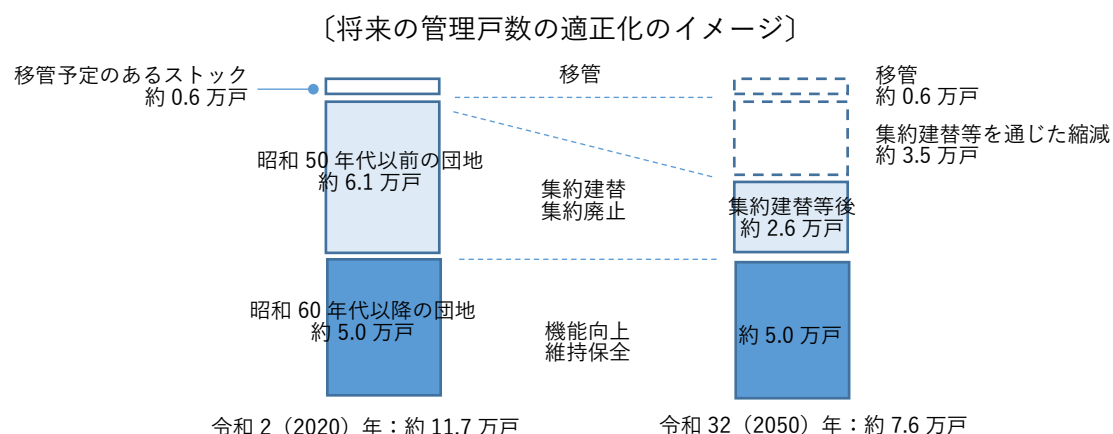 〔将来の管理戸数の適正化のイメージ〕
移管予定のあるストック
約 0.6 万戸
移管
移管
約 0.6 万戸
集約建替等を通じた縮減
約 3.5 万戸
昭和 50 年代以前の団地
約 6.1 万戸
集約建替
集約廃止
集約建替等後
約 2.6 万戸
昭和 60 年代以降の団地
約 5.0 万戸
機能向上
維持保全
約 5.0 万戸
令和 2（2020）年：約 11.7 万戸
令和 32（2050）年：約 7.6 万戸